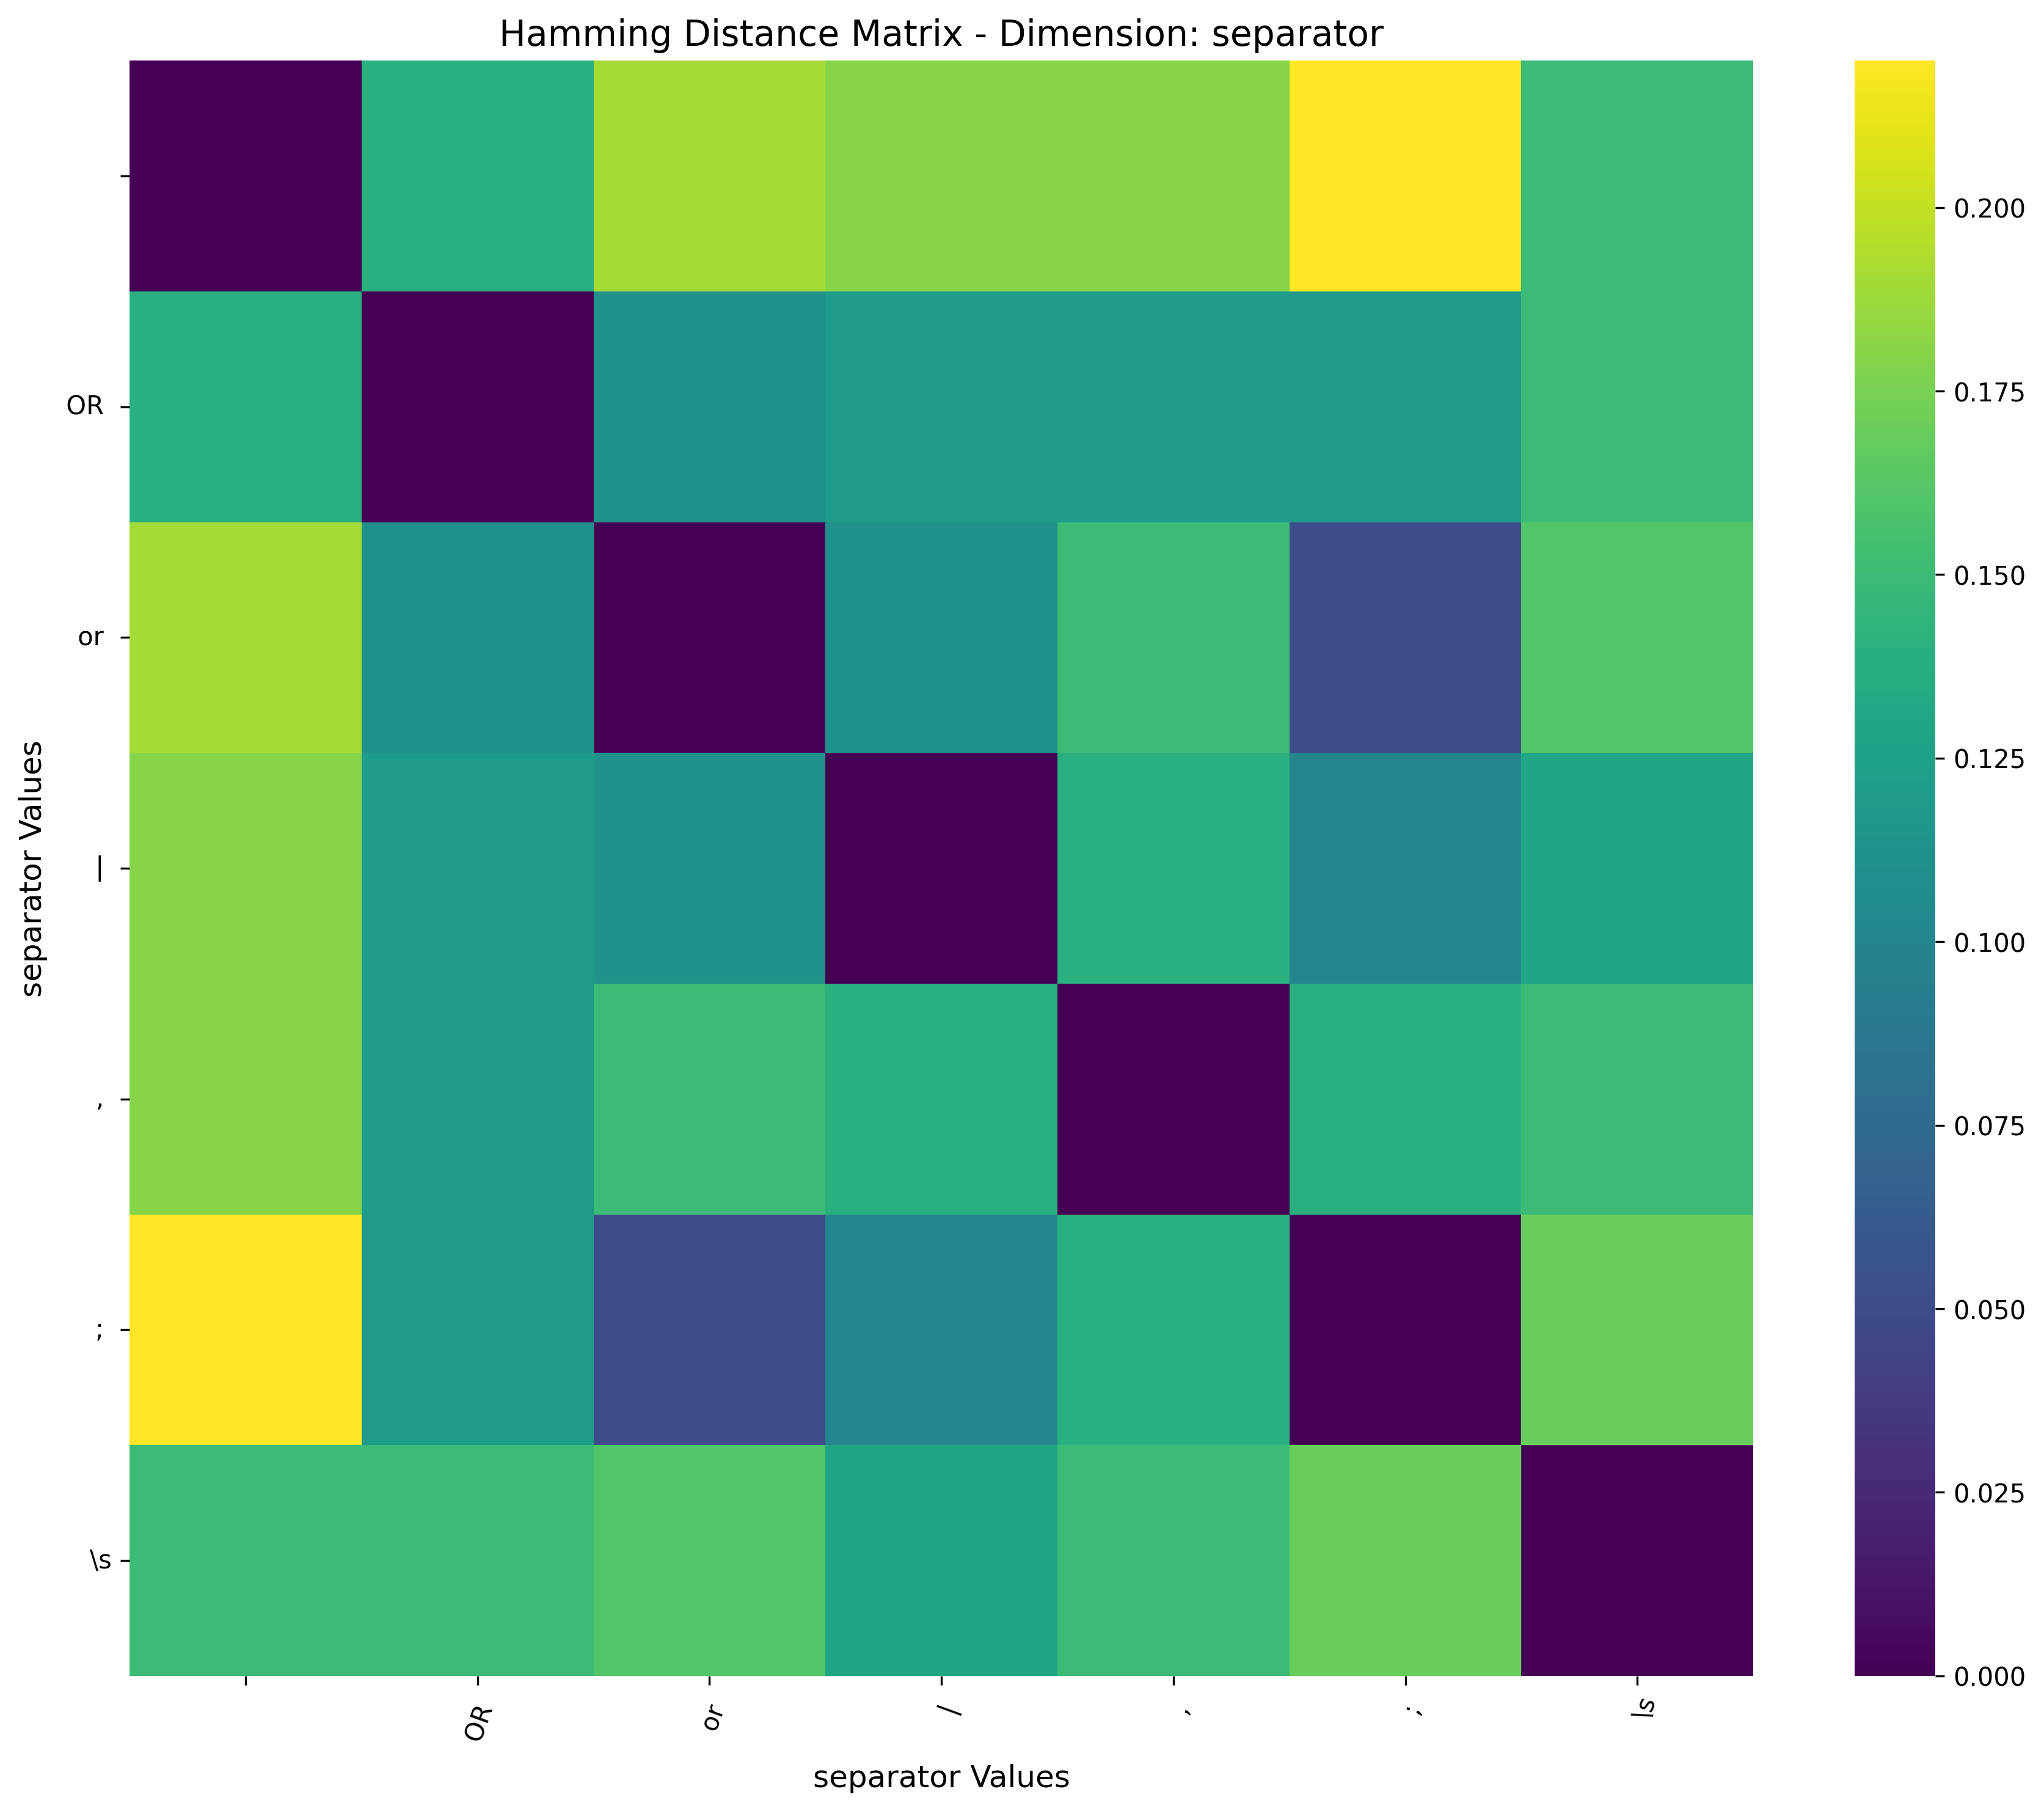 Hamming Distance Matrix - Dimension: separator
separator Values
OR
or
|
,
;
\s
OR
or
|
,
;
\s
separator Values
0.200
0.175
0.150
0.125
0.100
0.075
0.050
0.025
0.000